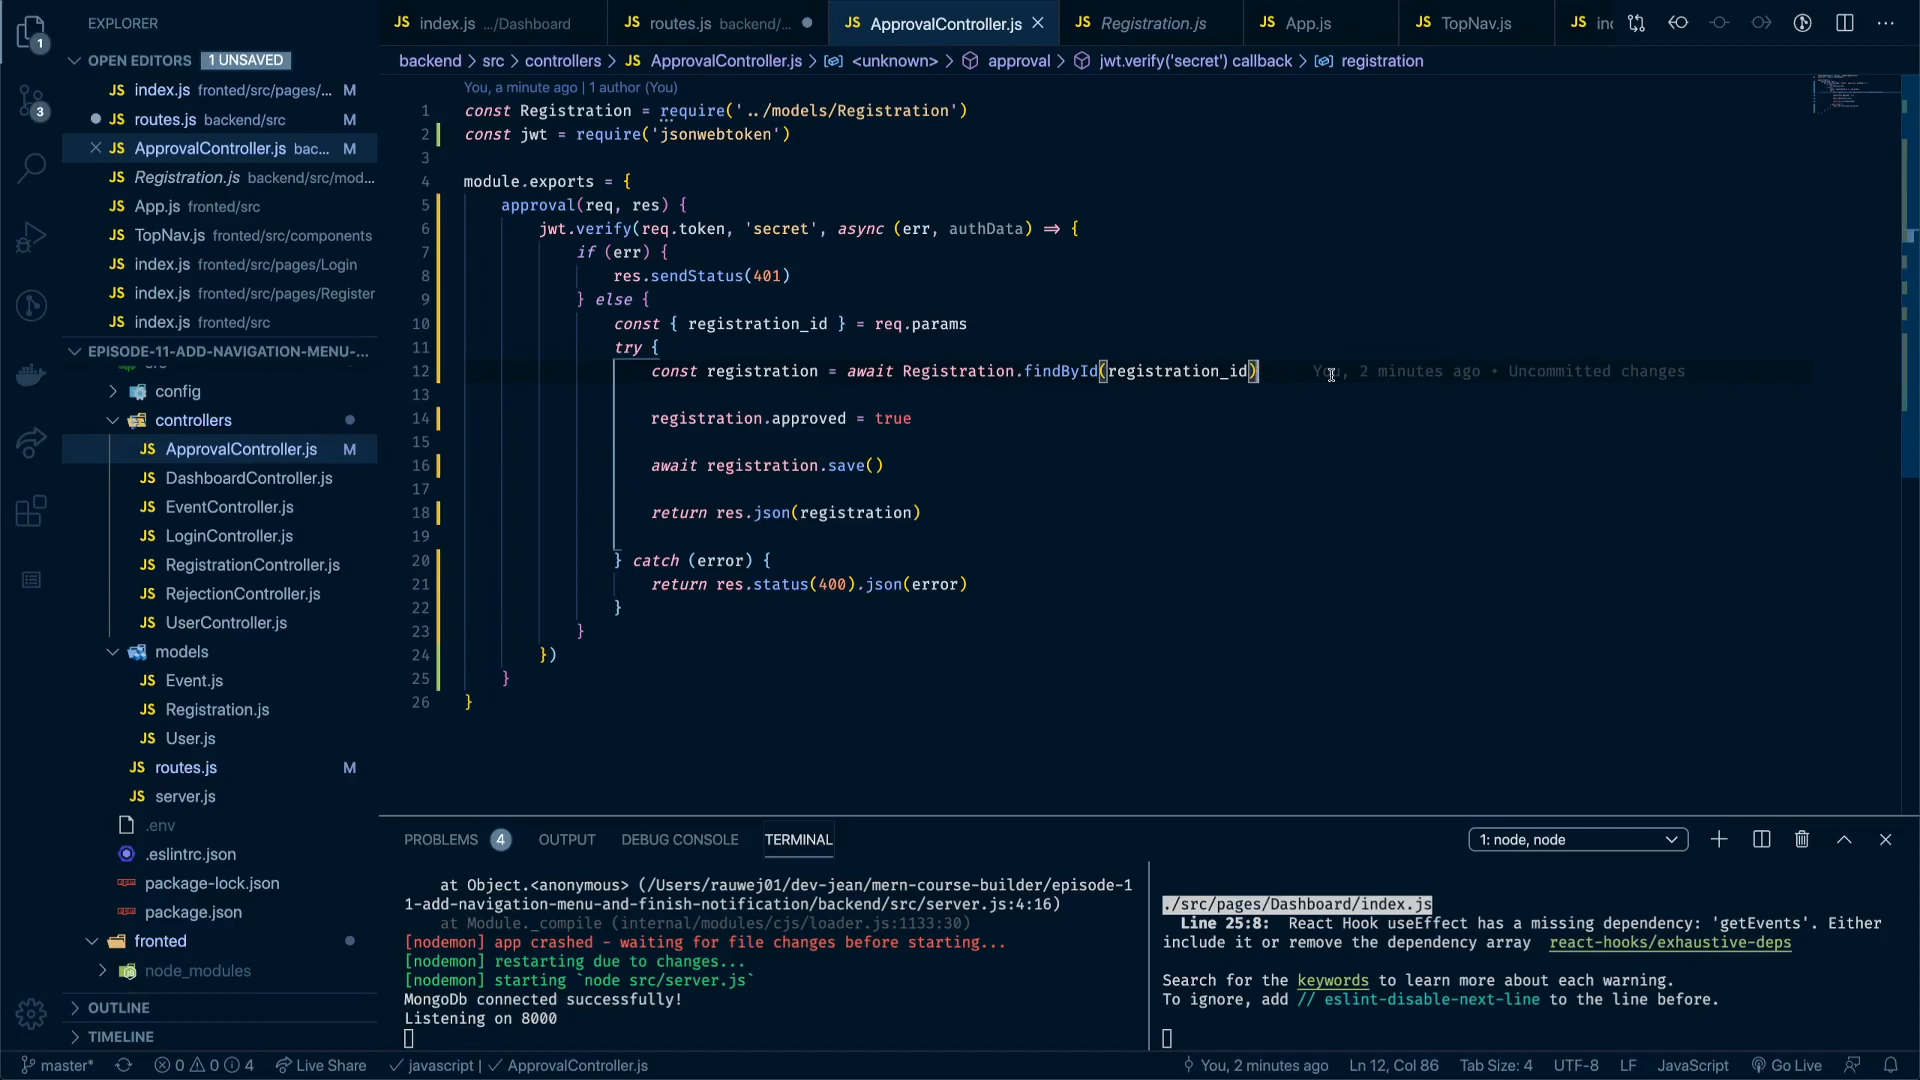 EXPLORER
JS index.js .../Dashboard
JS routes.js backend/...
JS ApprovalController.js
JS Registration.js
JS App.js
JS TopNav.js
JS
1
OPEN EDITORS 1 UNSAVED
backend > src > controllers > JS ApprovalController.js > <unknown> > approval > jwt.verify('secret') callback > registration
JS index.js fronted/src/pages/... M
JS routes.js backend/src M
JS ApprovalController.js bac... M
JS Registration.js backend/src/mod...
JS App.js fronted/src
JS TopNav.js fronted/src/components
JS index.js fronted/src/pages/Login
JS index.js fronted/src/pages/Register
JS index.js fronted/src
3
EPISODE-11-ADD-NAVIGATION-MENU-...
config
controllers
JS ApprovalController.js M
JS DashboardController.js
JS EventController.js
JS LoginController.js
JS RegistrationController.js
JS RejectionController.js
JS UserController.js
models
JS Event.js
JS Registration.js
JS User.js
JS routes.js M
JS server.js
.env
.eslintrc.json
package-lock.json
package.json
fronted
node_modules
OUTLINE
TIMELINE
You, a minute ago | 1 author (You)
1 const Registration = require('../models/Registration')
2 const jwt = require('jsonwebtoken')
3
4 module.exports = {
5 approval(req, res) {
6 jwt.verify(req.token, 'secret', async (err, authData) => {
7 if (err) {
8 res.sendStatus(401)
9 } else {
10 const { registration_id } = req.params
11 try {
12 const registration = await Registration.findById(registration_id) You, 2 minutes ago • Uncommitted changes
13
14 registration.approved = true
15
16 await registration.save()
17
18 return res.json(registration)
19
20 } catch (error) {
21 return res.status(400).json(error)
22 }
23 }
24 })
25 }
26 }
PROBLEMS 4 OUTPUT DEBUG CONSOLE TERMINAL
1: node, node
at Object.<anonymous> (/Users/rauwej01/dev-jean/mern-course-builder/episode-1
1-add-navigation-menu-and-finish-notification/backend/src/server.js:4:16)
at Module._compile (internal/modules/cjs/loader.js:1133:30)
[nodemon] app crashed - waiting for file changes before starting...
[nodemon] restarting due to changes...
[nodemon] starting `node src/server.js`
MongoDb connected successfully!
Listening on 8000
./src/pages/Dashboard/index.js
Line 25:8: React Hook useEffect has a missing dependency: 'getEvents'. Either
include it or remove the dependency array react-hooks/exhaustive-deps
Search for the keywords to learn more about each warning.
To ignore, add // eslint-disable-next-line to the line before.
master* 0 0 4 Live Share javascript | ApprovalController.js
You, 2 minutes ago Ln 12, Col 86 Tab Size: 4 UTF-8 LF JavaScript Go Live